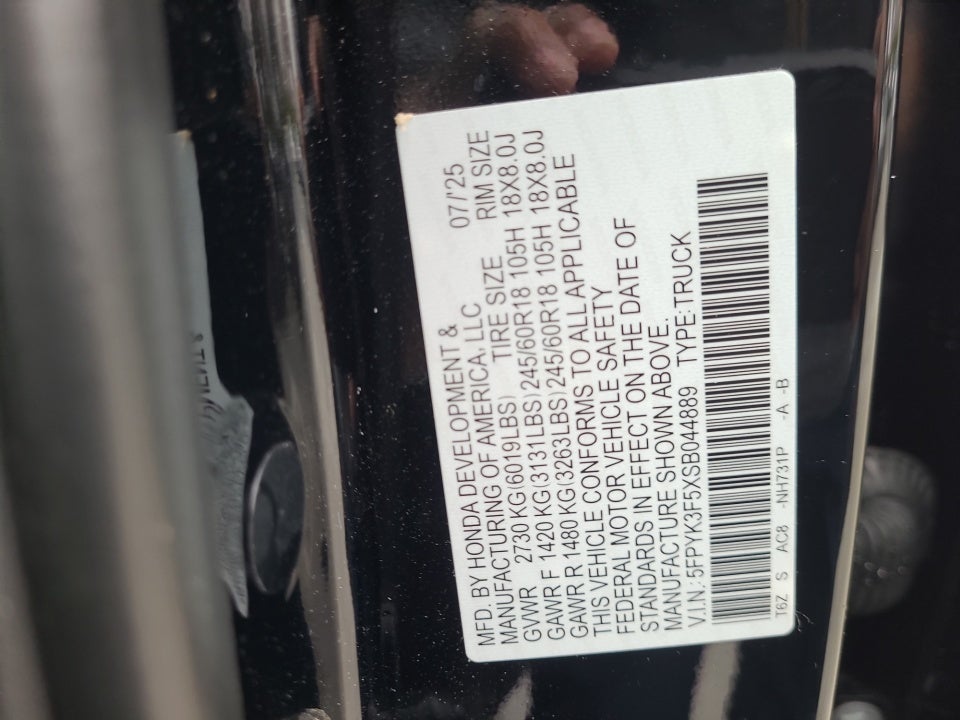 MFD. BY HONDA DEVELOPMENT &
MANUFACTURING OF AMERICA, LLC 07/'25
GVWR 2730 KG(6019LBS) TIRE SIZE RIM SIZE
GAWR F 1420 KG(3131LBS) 245/60R18 105H 18X8.0J
GAWR R 1480 KG(3263LBS) 245/60R18 105H 18X8.0J
THIS VEHICLE CONFORMS TO ALL APPLICABLE
FEDERAL MOTOR VEHICLE SAFETY
STANDARDS IN EFFECT ON THE DATE OF
MANUFACTURE SHOWN ABOVE.
V.I.N.: 5FPYK3F5XSB044889 TYPE:TRUCK
T6Z S AC8 -NH731P -A -B